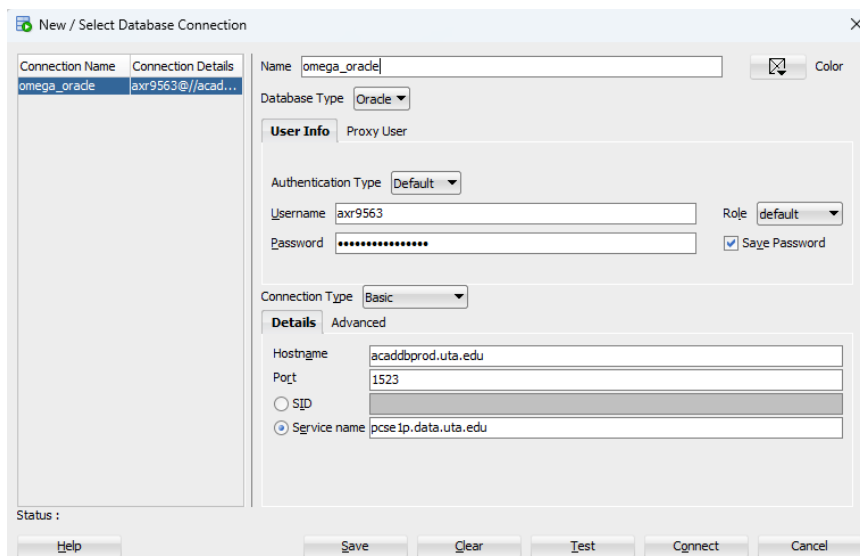 New / Select Database Connection
Connection Name Connection Details
omega_oracle axr9563@//acad...
Name omega_oracle Color
Database Type Oracle
User Info Proxy User
Authentication Type Default
Username axr9563 Role default
Password •••••••••••••••• Save Password
Connection Type Basic
Details Advanced
Hostname acaddbprod.uta.edu
Port 1523
SID
Service name pcse1p.data.uta.edu
Status :
Help Save Clear Test Connect Cancel